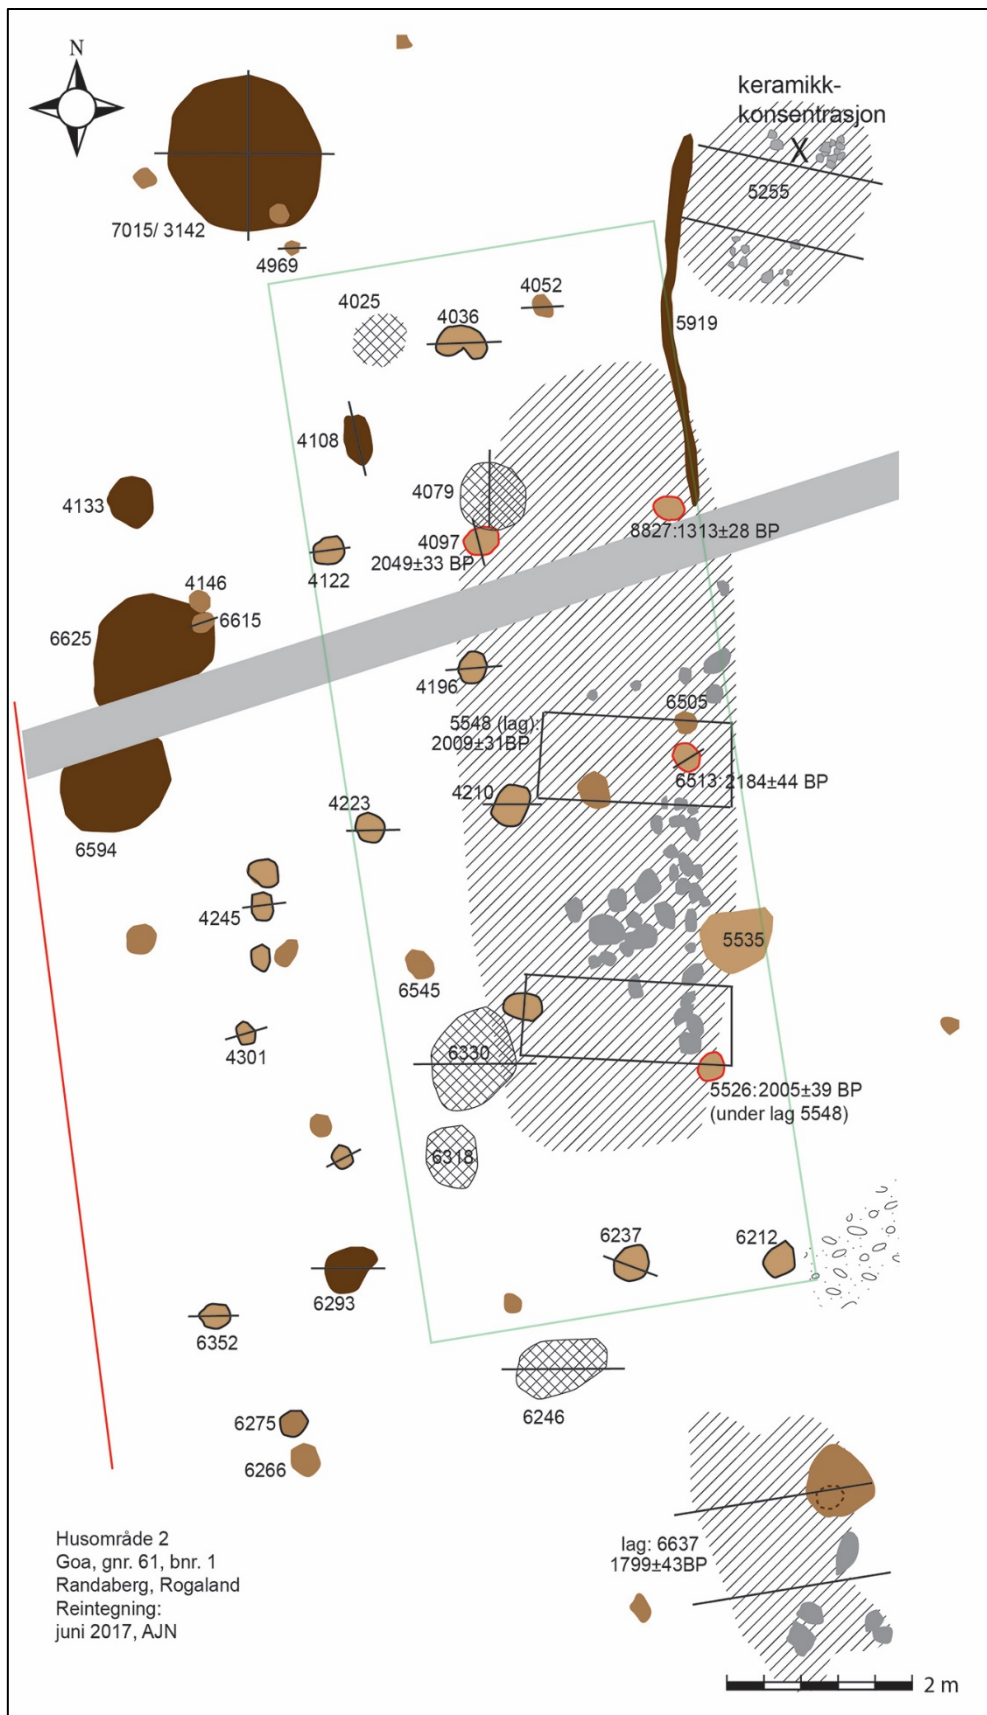 N
keramikk-
konsentrasjon
X
5255
7015/ 3142
4969
4025
4036
4052
5919
4108
4079
4133
4097
2049±33 BP
8827:1313±28 BP
4122
4146
6615
6625
4196
6505
5548 (lag):
2009±31BP
6513:2184±44 BP
4210
4223
6594
4245
5535
6545
4301
6330
5526:2005±39 BP
(under lag 5548)
6318
6237
6212
6293
6352
6246
6275
6266
lag: 6637
1799±43BP
Husområde 2
Goa, gnr. 61, bnr. 1
Randaberg, Rogaland
Reintegning:
juni 2017, AJN
2 m